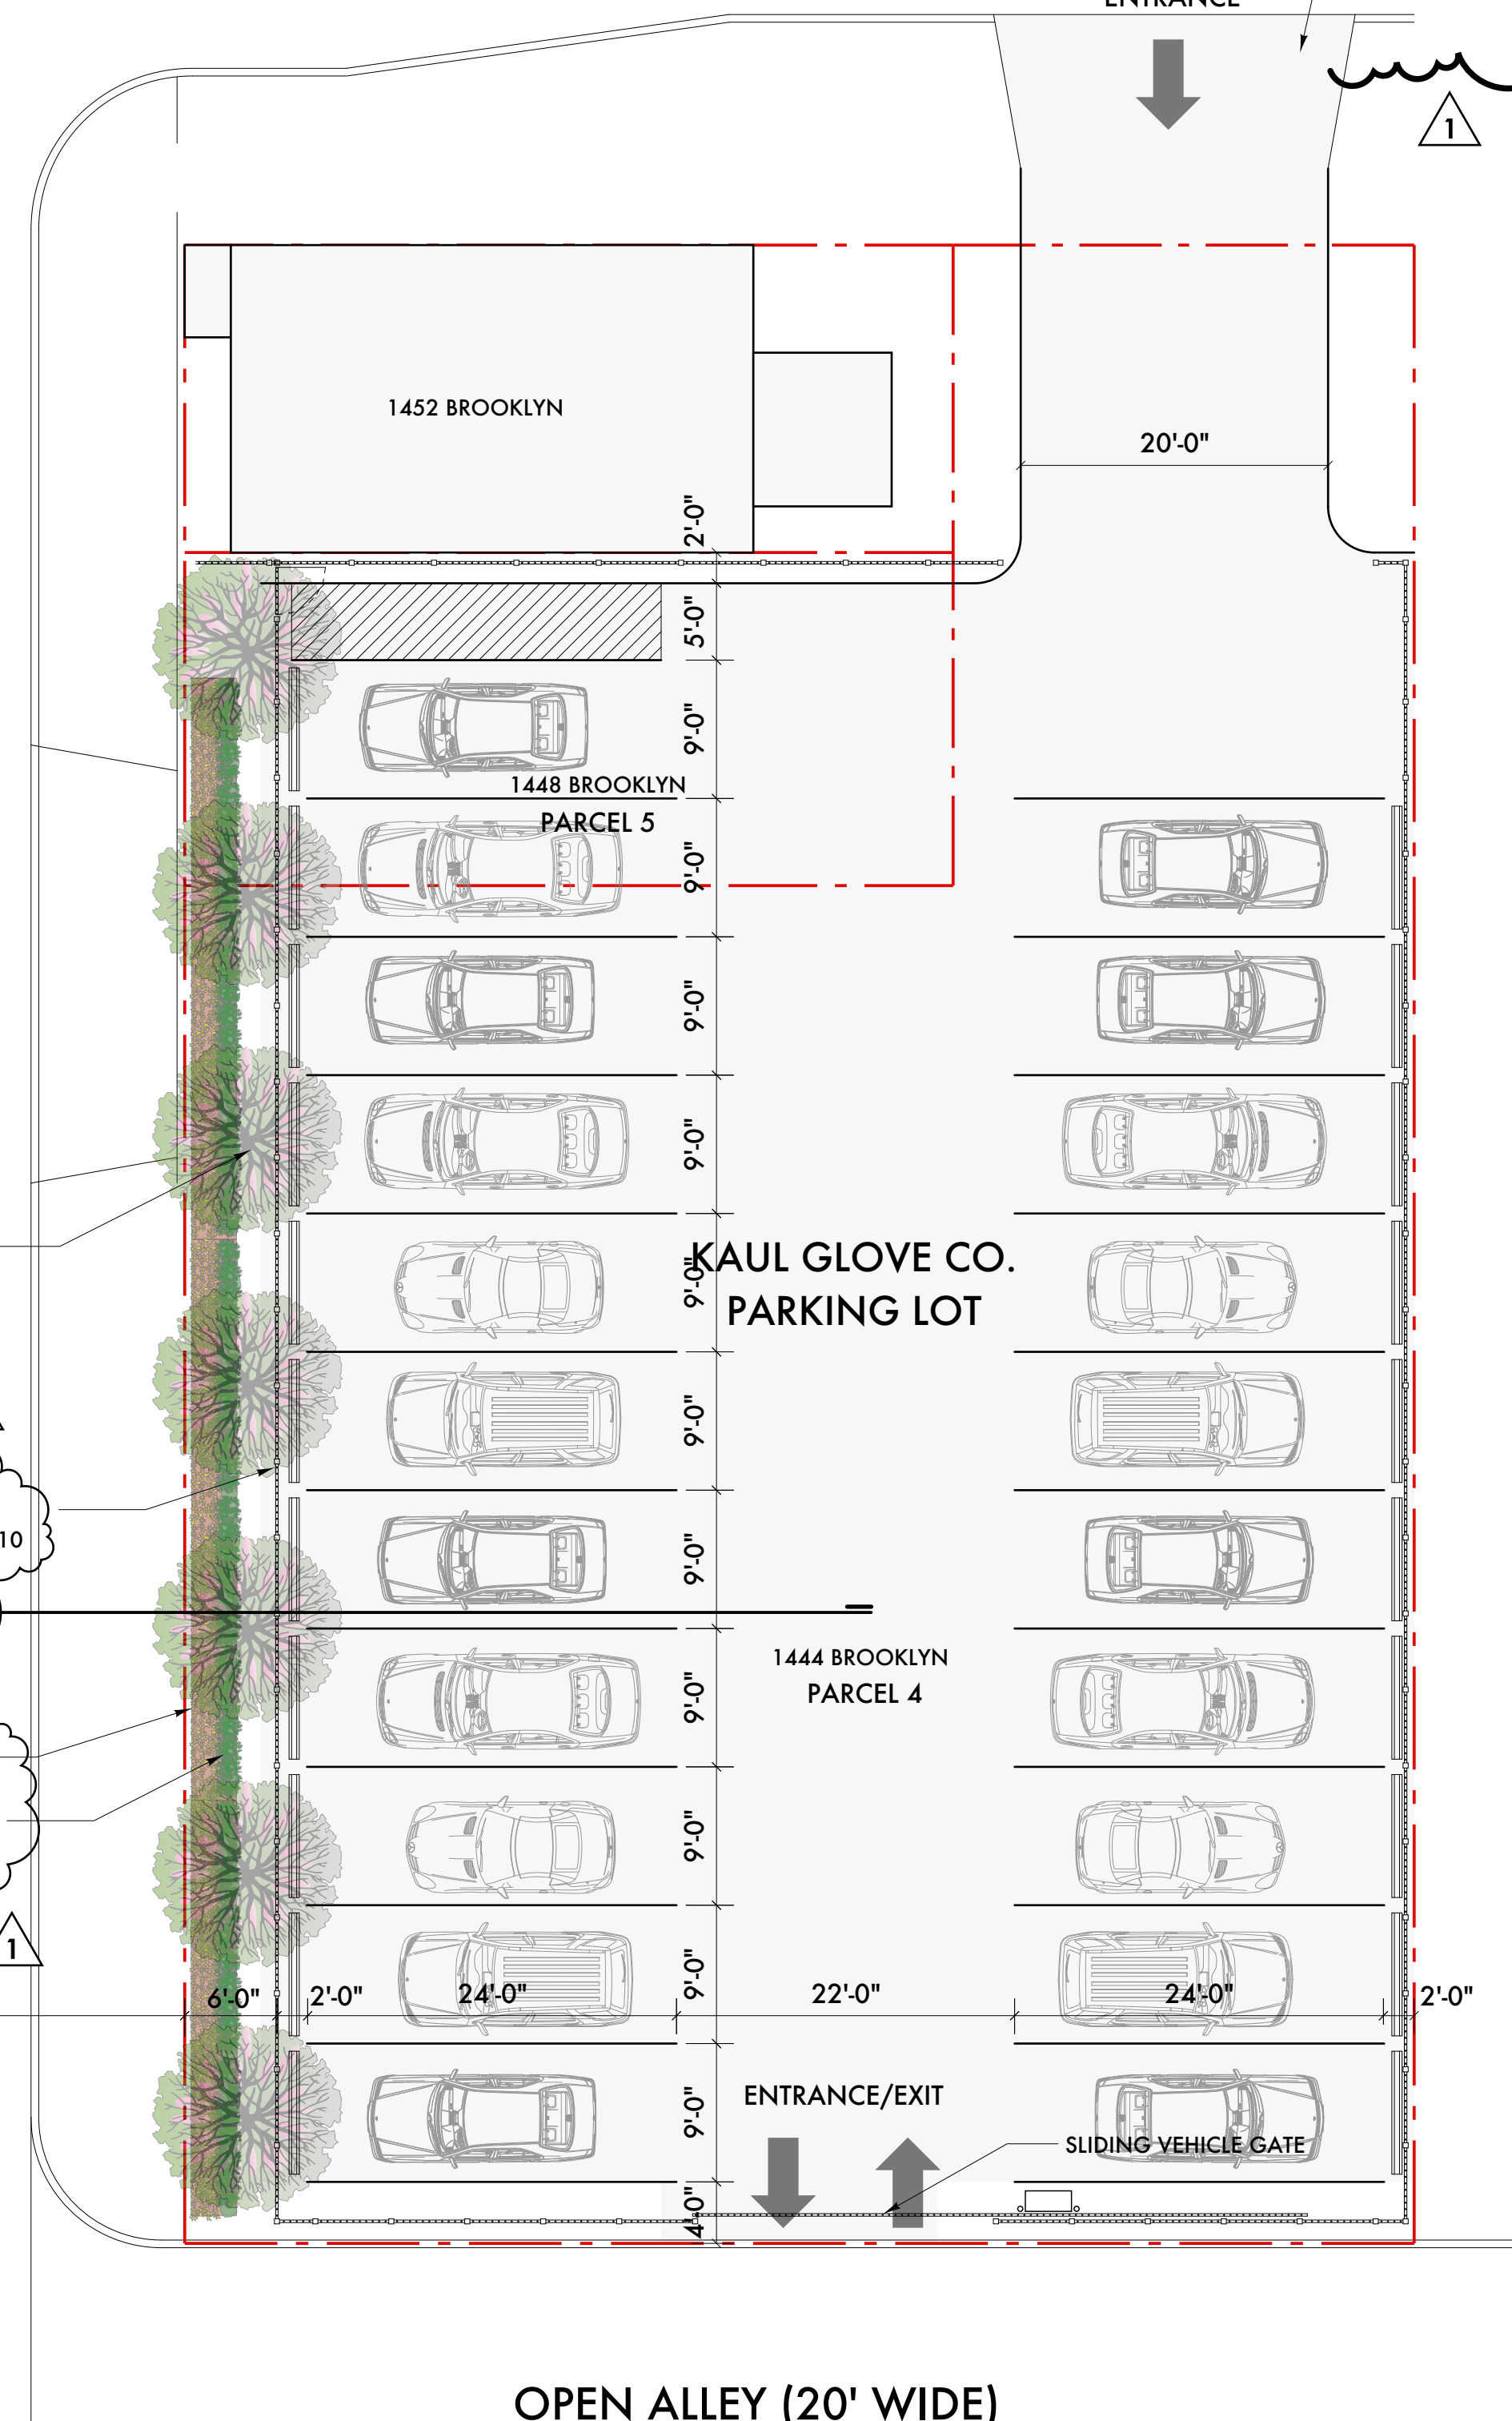 ENTRANCE
1
1452 BROOKLYN
20'-0"
2'-0"
5'-0"
9'-0"
1448 BROOKLYN
PARCEL 5
9'-0"
9'-0"
9'-0"
9'-0"
KAUL GLOVE CO.
PARKING LOT
9'-0"
10
9'-0"
1444 BROOKLYN
PARCEL 4
9'-0"
9'-0"
1
9'-0"
6'-0"
2'-0"
24'-0"
22'-0"
24'-0"
2'-0"
9'-0"
ENTRANCE/EXIT
SLIDING VEHICLE GATE
4'-0"
OPEN ALLEY (20' WIDE)